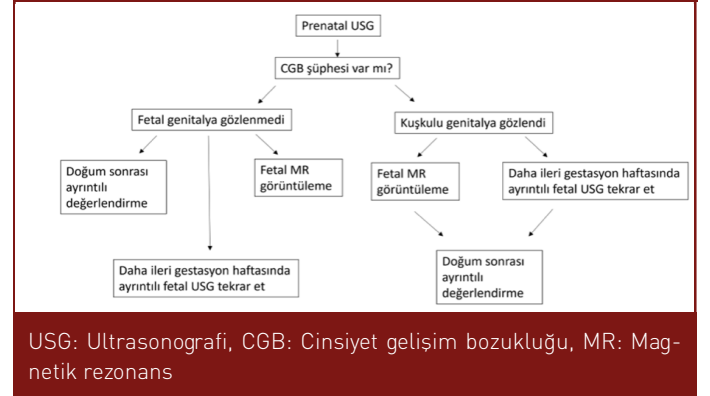 Prenatal USG
CGB şüphesi var mı?
Fetal genitalya gözlenmedi
Kuşkulu genitalya gözlendi
Doğum sonrası
ayrıntılı
değerlendirme
Fetal MR
görüntüleme
Fetal MR
görüntüleme
Daha ileri gestasyon haftasında
ayrıntılı fetal USG tekrar et
Daha ileri gestasyon haftasında
ayrıntılı fetal USG tekrar et
Doğum sonrası
ayrıntılı
değerlendirme
USG: Ultrasonografi, CGB: Cinsiyet gelişim bozukluğu, MR: Mag-
netik rezonans